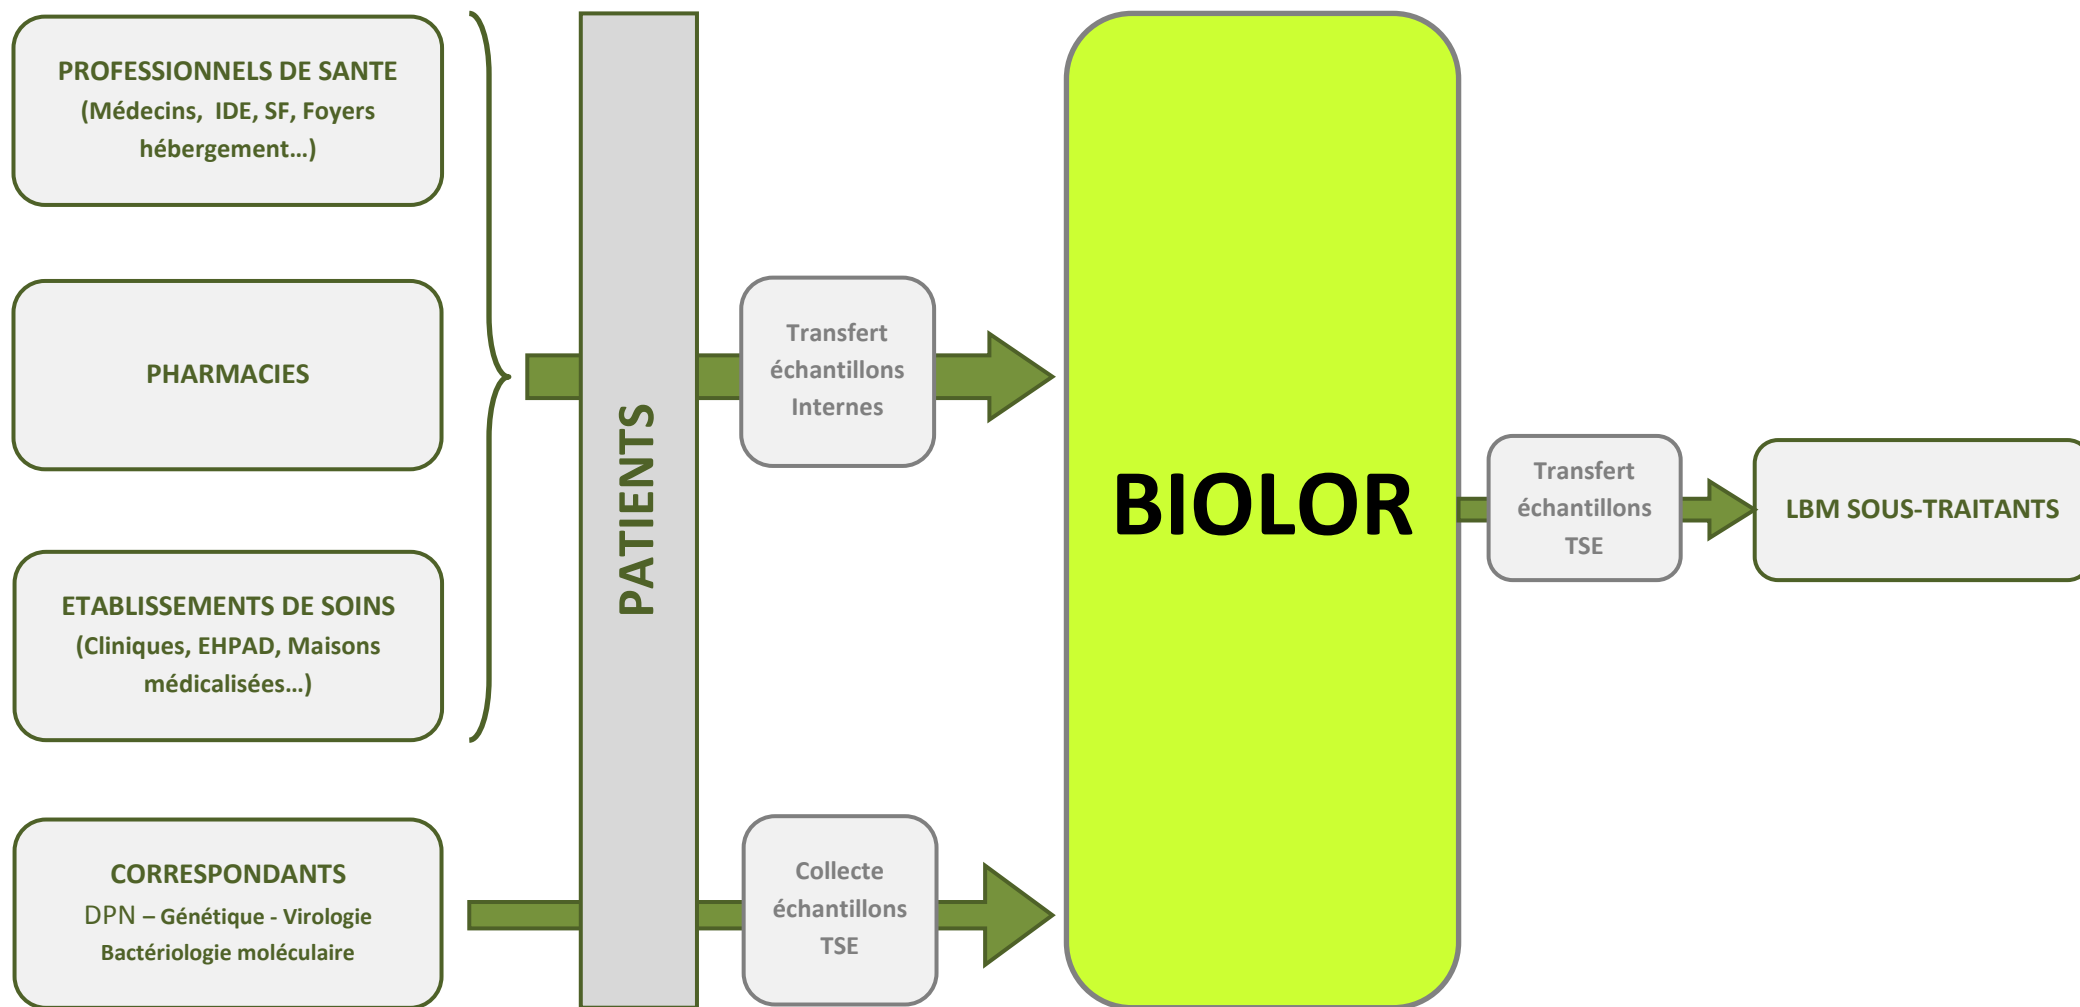 PROFESSIONNELS DE SANTE
(Médecins, IDE, SF, Foyers
hébergement…)
PHARMACIES
ETABLISSEMENTS DE SOINS
(Cliniques, EHPAD, Maisons
médicalisées…)
CORRESPONDANTS
DPN – Génétique - Virologie
Bactériologie moléculaire
PATIENTS
Transfert
échantillons
Internes
Collecte
échantillons
TSE
BIOLOR
Transfert
échantillons
TSE
LBM SOUS-TRAITANTS